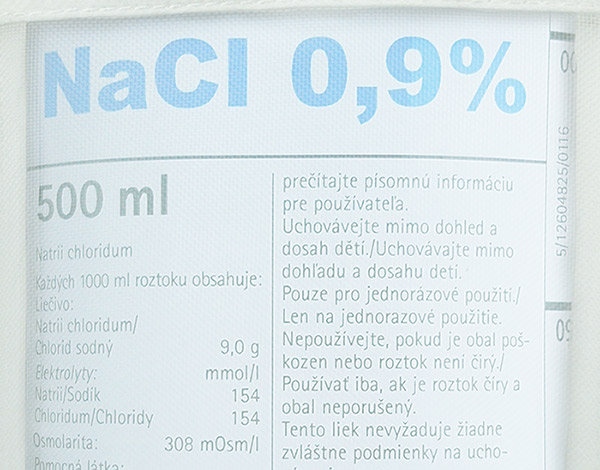 NaCl 0,9%
500 ml
Natrii chloridum
Každých 1000 ml roztoku obsahuje:
Liečivo:
Natrii chloridum/
Chlorid sodný 9,0 g
Elektrolyty: mmol/l
Natrii/Sodík 154
Chloridum/Chloridy 154
Osmolarita: 308 mOsm/l
Pomocná látka:
prečítajte písomnú informáciu
pre používateľa.
Uchovávejte mimo dohled a
dosah dětí./Uchovávajte mimo
dohľadu a dosahu detí.
Pouze pro jednorázové použití./
Len na jednorazové použitie.
Nepoužívejte, pokud je obal poš-
kozen nebo roztok není čirý./
Používať iba, ak je roztok číry a
obal neporušený.
Tento liek nevyžaduje žiadne
zvláštne podmienky na ucho-
5/12604825/0116